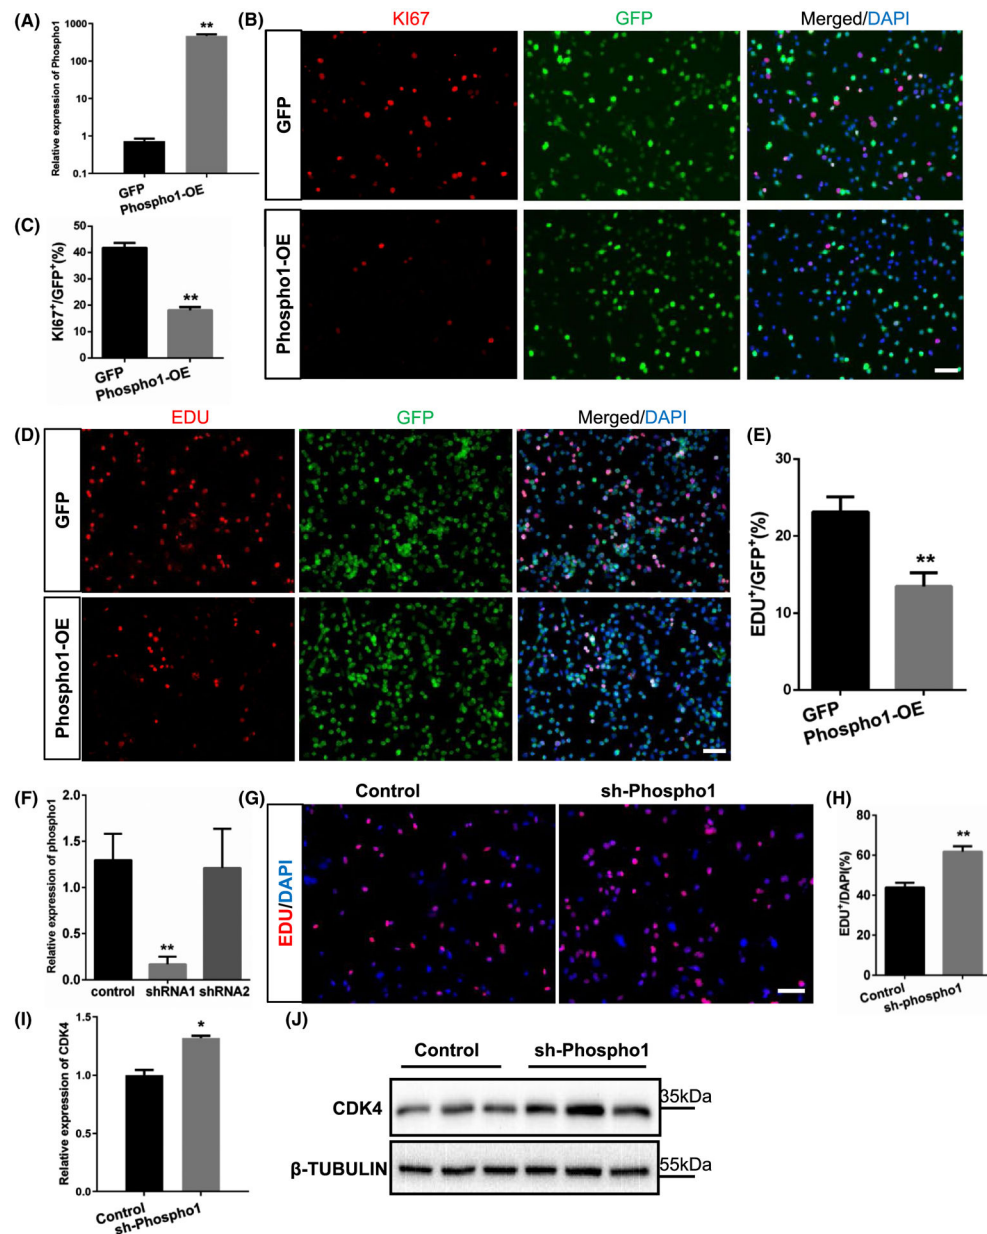 (A)
Relative expression of Phospho1
1000
100
10
1
0.1
**
GFP
Phospho1-OE
(B)
KI67
GFP
Merged/DAPI
GFP
Phospho1-OE
(C)
KI67+/GFP+(%)
50
40
30
20
10
0
**
GFP
Phospho1-OE
(D)
EDU
GFP
Merged/DAPI
GFP
Phospho1-OE
(E)
EDU+/GFP+(%)
30
20
10
0
**
GFP
Phospho1-OE
(F)
Relative expression of phospho1
2.0
1.5
1.0
0.5
0.0
**
control shRNA1 shRNA2
(G)
Control
sh-Phospho1
EDU/DAPI
(H)
EDU+/DAPI(%)
80
60
40
20
0
**
Control
sh-phospho1
(I)
Relative expression of CDK4
1.5
1.0
0.5
0.0
*
Control
sh-Phospho1
(J)
Control
sh-Phospho1
CDK4
35kDa
β-TUBULIN
55kDa